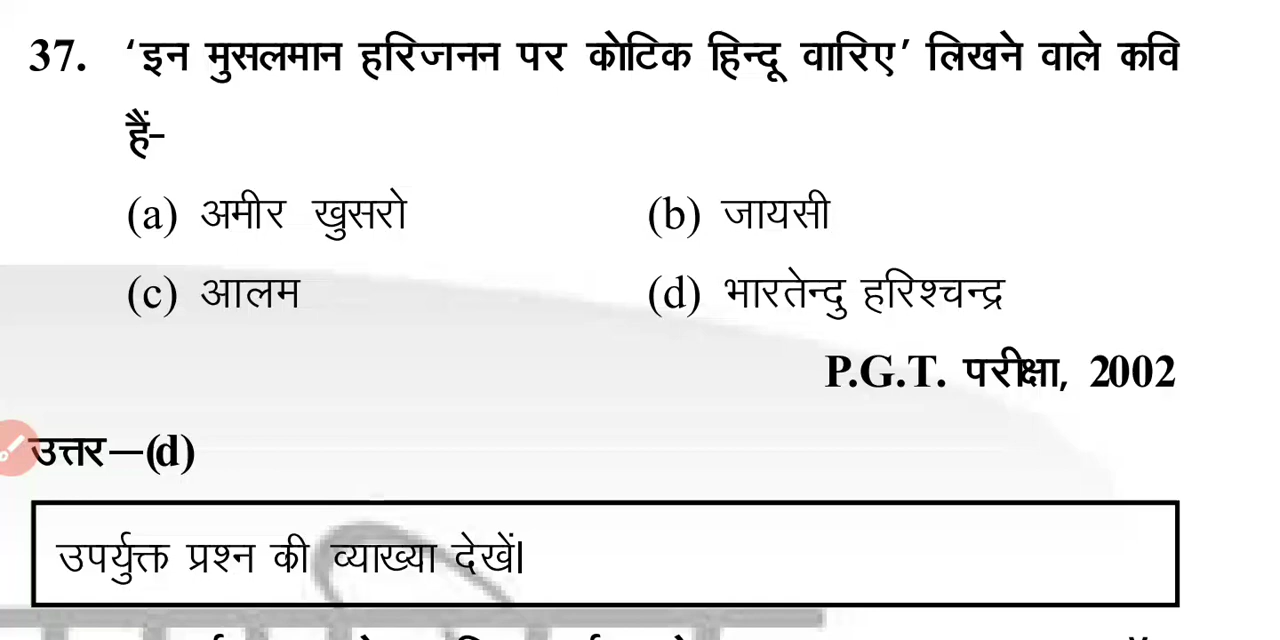 37. ‘इन मुसलमान हरिजनन पर कोटिक हिन्दू वारिए’ लिखने वाले कवि
हैं-
(a) अमीर खुसरो (b) जायसी
(c) आलम (d) भारतेन्दु हरिश्चन्द्र
P.G.T. परीक्षा, 2002
उत्तर—(d)
उपर्युक्त प्रश्न की व्याख्या देखें।